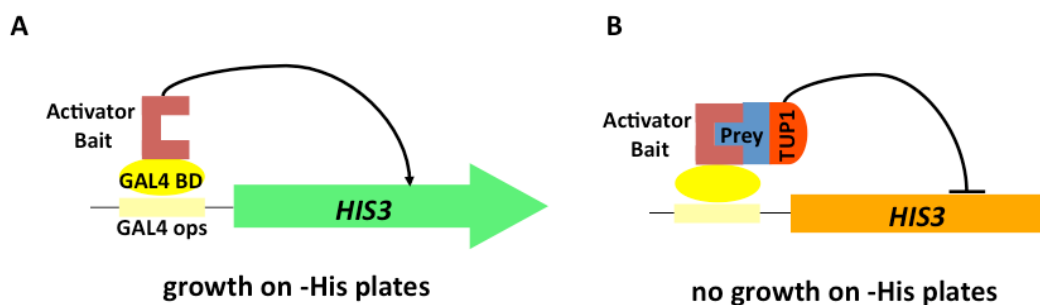 A
Activator
Bait
GAL4 BD
GAL4 ops
HIS3
growth on -His plates
B
Activator
Bait
Prey
TUP1
HIS3
no growth on -His plates